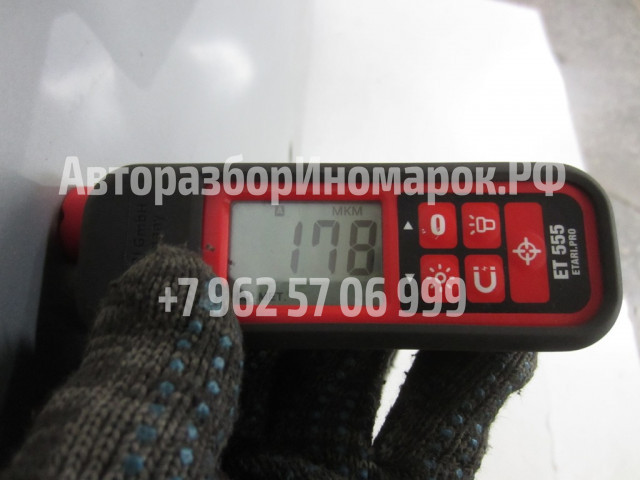 АвторазборИномарок.РФ
МКМ
178
+7 962 57 06 999
ET 555
ETARI.PRO